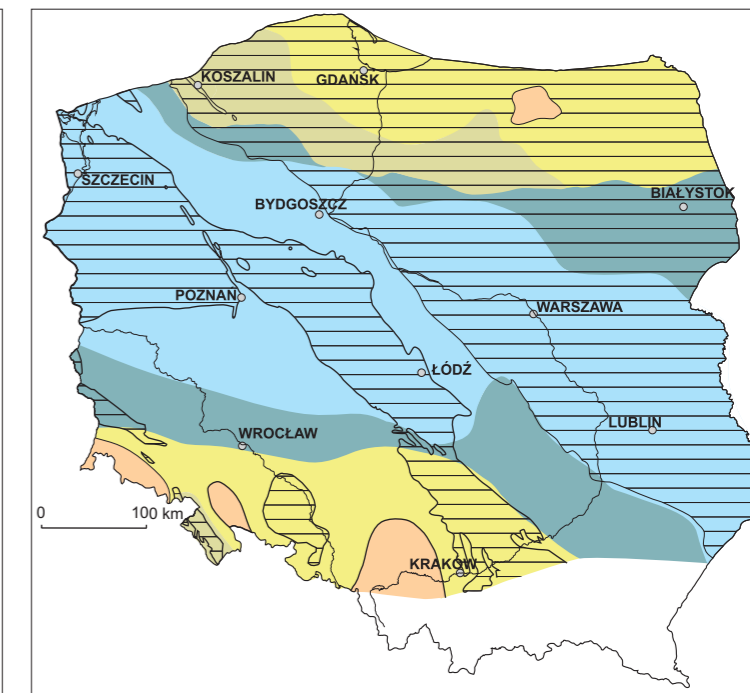 KOSZALIN
GDAŃSK
SZCZECIN
BIAŁYSTOK
BYDGOSZCZ
POZNAŃ
WARSZAWA
ŁÓDŹ
LUBLIN
WROCŁAW
0 100 km
KRAKÓW